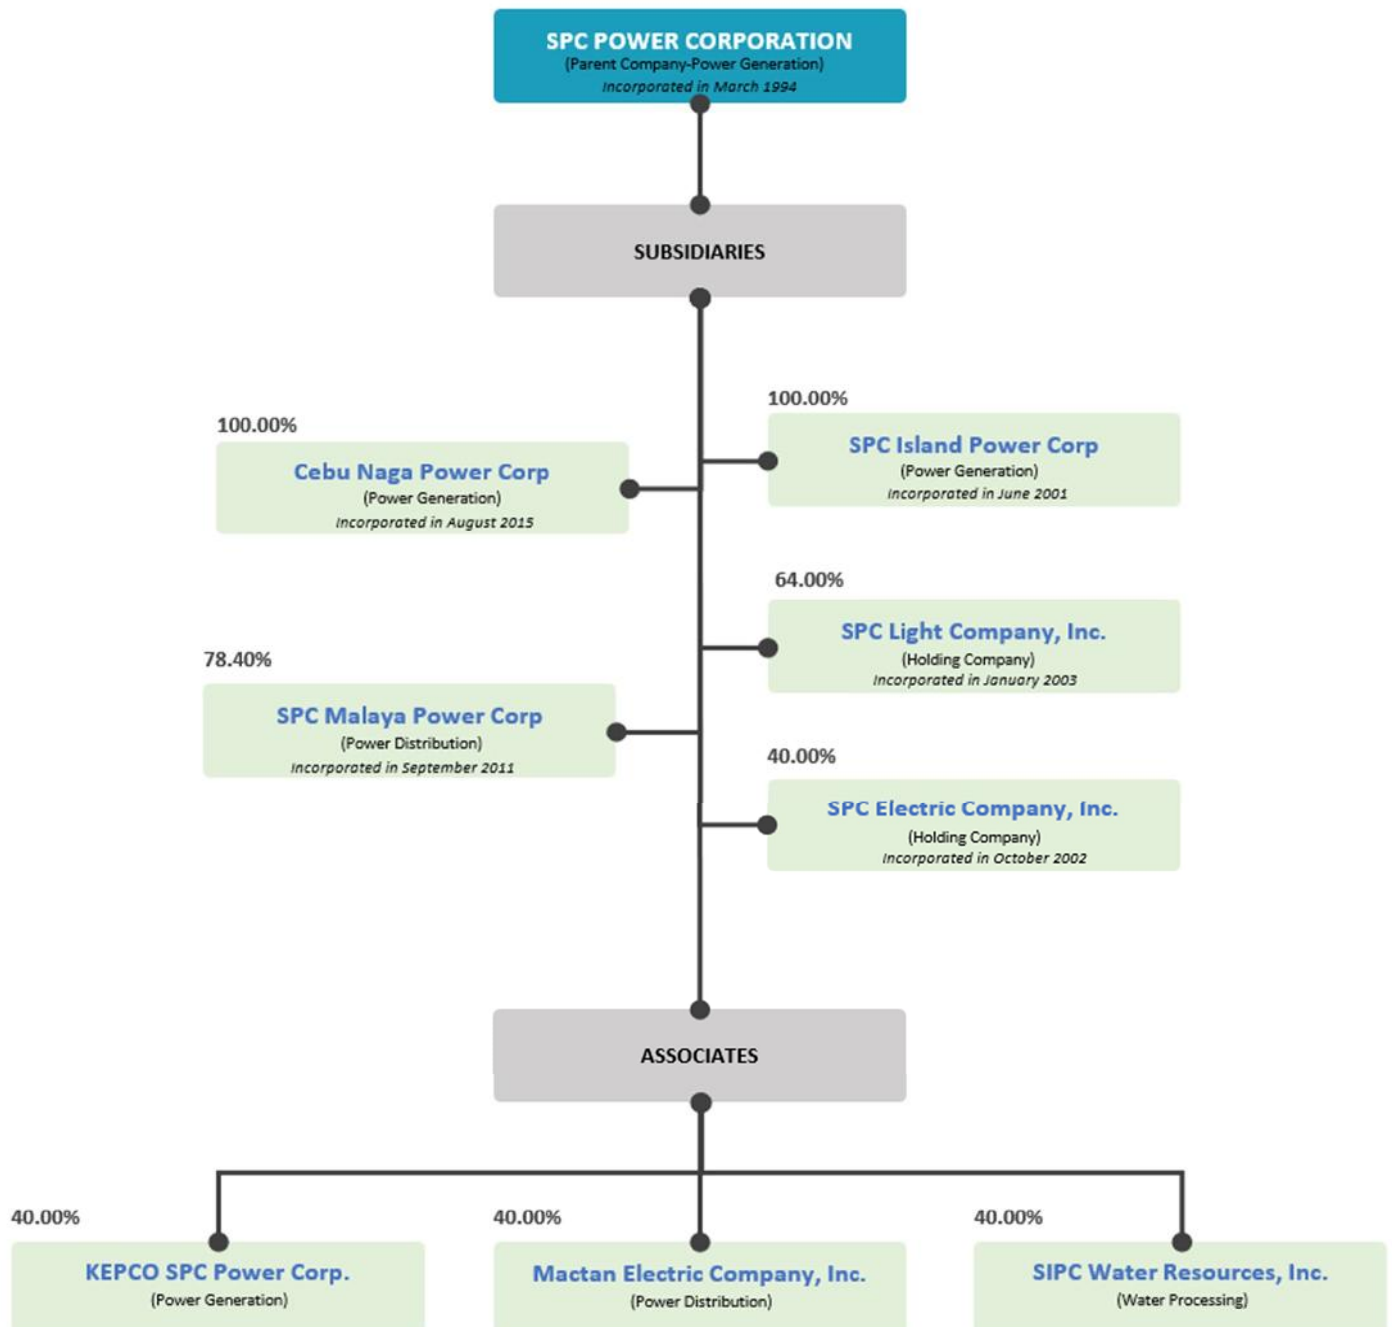 SPC POWER CORPORATION
(Parent Company-Power Generation)
Incorporated in March 1994
SUBSIDIARIES
100.00%
Cebu Naga Power Corp
(Power Generation)
Incorporated in August 2015
100.00%
SPC Island Power Corp
(Power Generation)
Incorporated in June 2001
64.00%
SPC Light Company, Inc.
(Holding Company)
Incorporated in January 2003
78.40%
SPC Malaya Power Corp
(Power Distribution)
Incorporated in September 2011
40.00%
SPC Electric Company, Inc.
(Holding Company)
Incorporated in October 2002
ASSOCIATES
40.00%
KEPCO SPC Power Corp.
(Power Generation)
40.00%
Mactan Electric Company, Inc.
(Power Distribution)
40.00%
SIPC Water Resources, Inc.
(Water Processing)